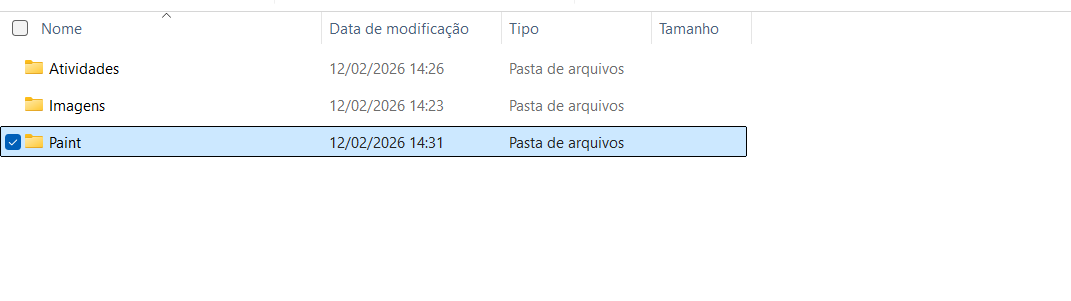 Nome Data de modificação Tipo Tamanho
Atividades 12/02/2026 14:26 Pasta de arquivos
Imagens 12/02/2026 14:23 Pasta de arquivos
Paint 12/02/2026 14:31 Pasta de arquivos